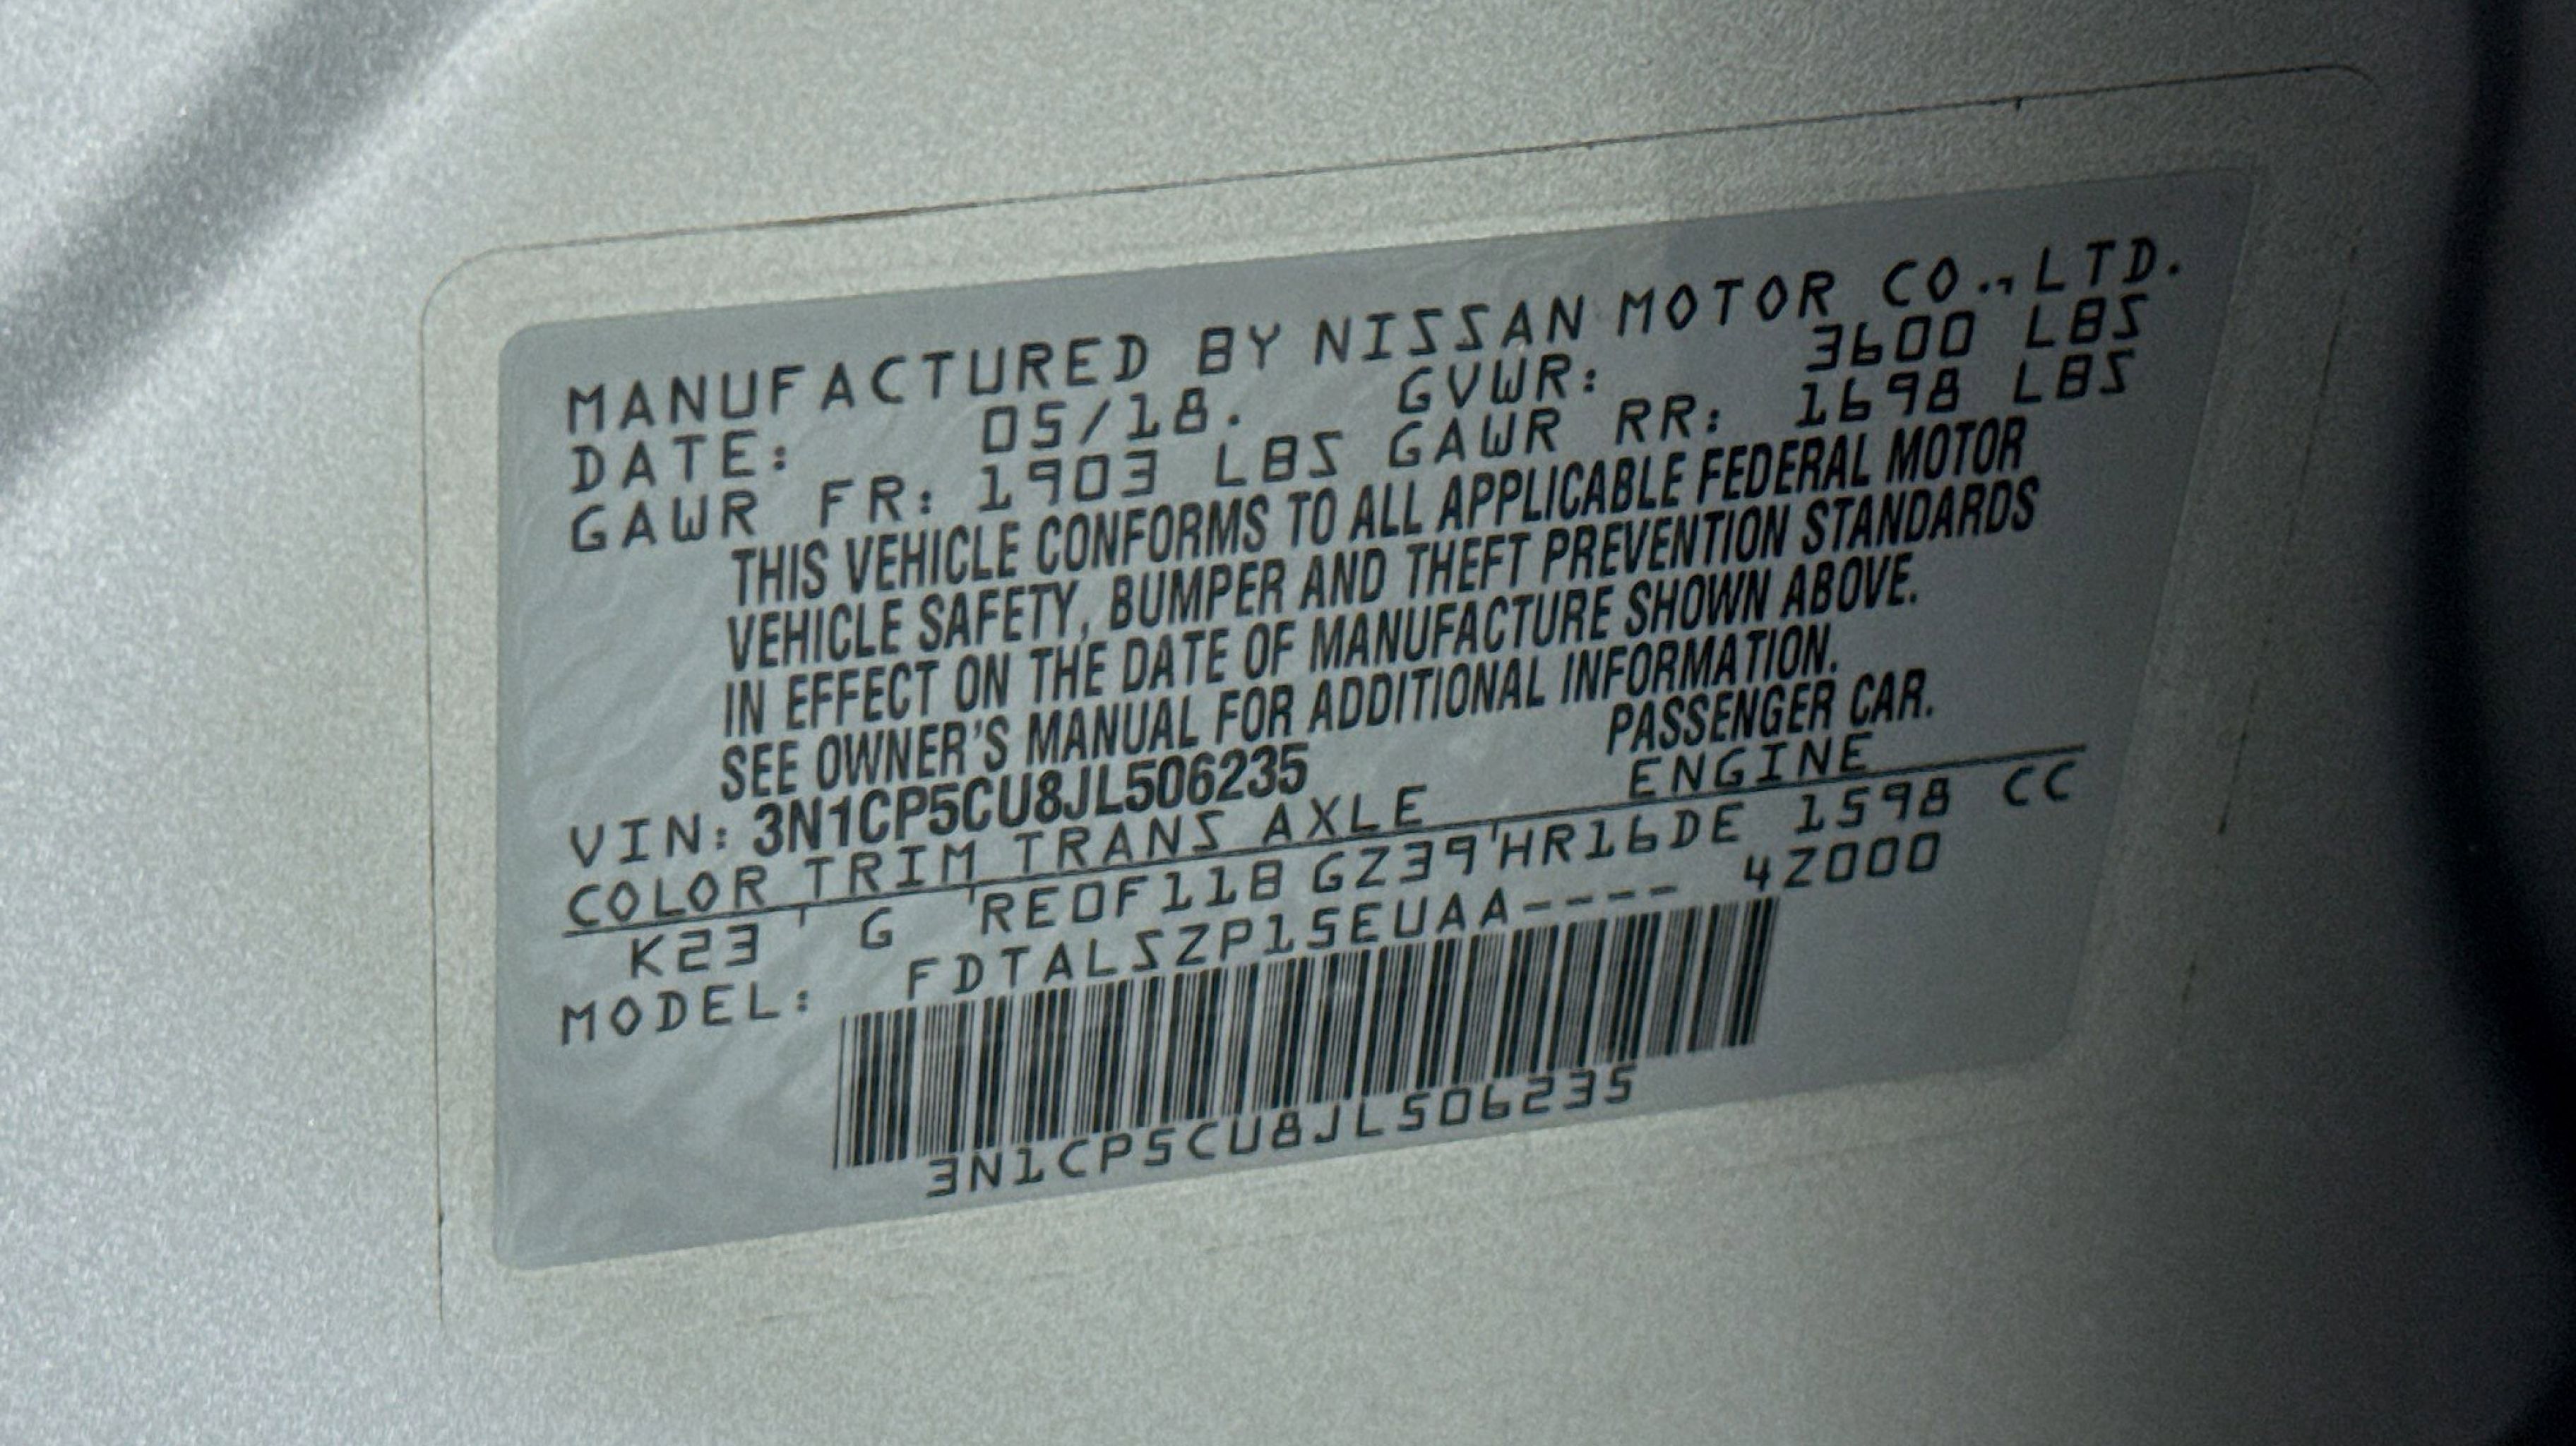 MANUFACTURED BY NISSAN MOTOR CO.,LTD.
DATE: 05/18. GVWR: 3600 LBS
GAWR FR: 1903 LBS GAWR RR: 1698 LBS
THIS VEHICLE CONFORMS TO ALL APPLICABLE FEDERAL MOTOR
VEHICLE SAFETY, BUMPER AND THEFT PREVENTION STANDARDS
IN EFFECT ON THE DATE OF MANUFACTURE SHOWN ABOVE.
SEE OWNER'S MANUAL FOR ADDITIONAL INFORMATION.
VIN: 3N1CP5CU8JL506235 PASSENGER CAR.
COLOR TRIM TRANS AXLE ENGINE
K23 G RE0F11B GZ39 HR16DE 1598 CC
MODEL: FDTALSZP15EUAA---- 4Z000
3N1CP5CU8JL506235